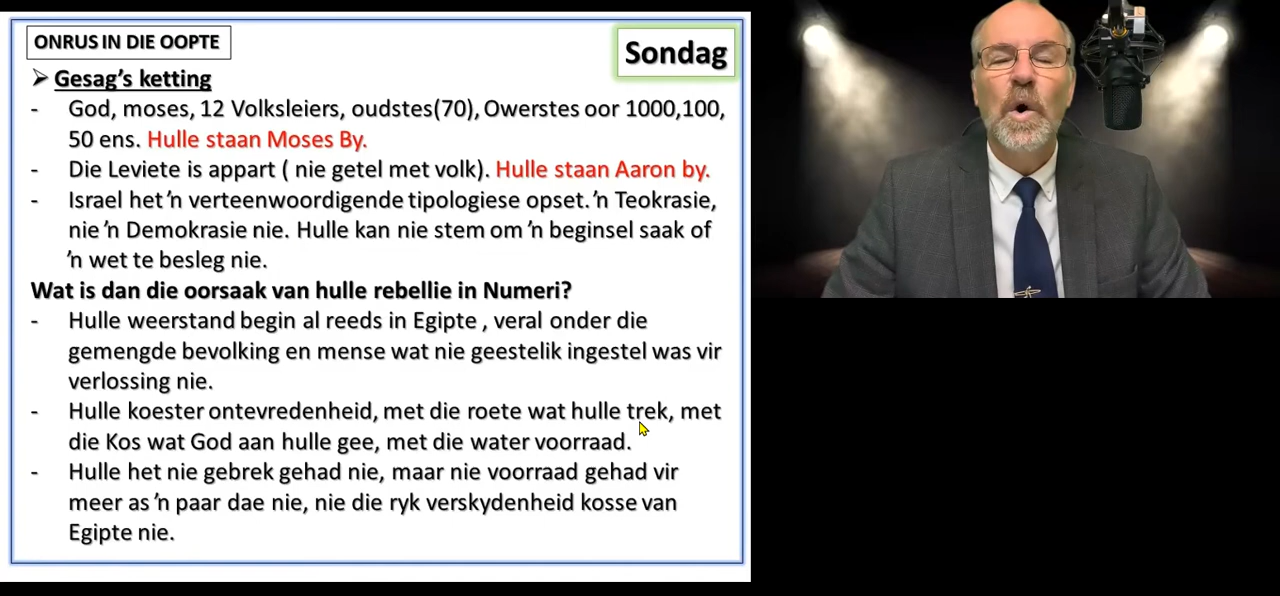 ONRUS IN DIE OOPTE
Sondag
➤ Gesag's ketting
- God, moses, 12 Volksleiers, oudstes(70), Owerstes oor 1000,100,
50 ens. Hulle staan Moses By.
- Die Leviete is appart ( nie getel met volk). Hulle staan Aaron by.
- Israel het 'n verteenwoordigende tipologiese opset. 'n Teokrasie,
nie 'n Demokrasie nie. Hulle kan nie stem om 'n beginsel saak of
'n wet te besleg nie.
Wat is dan die oorsaak van hulle rebellie in Numeri?
- Hulle weerstand begin al reeds in Egipte , veral onder die
gemengde bevolking en mense wat nie geestelik ingestel was vir
verlossing nie.
- Hulle koester ontevredenheid, met die roete wat hulle trek, met
die Kos wat God aan hulle gee, met die water voorraad.
- Hulle het nie gebrek gehad nie, maar nie voorraad gehad vir
meer as 'n paar dae nie, nie die ryk verskydenheid kosse van
Egipte nie.